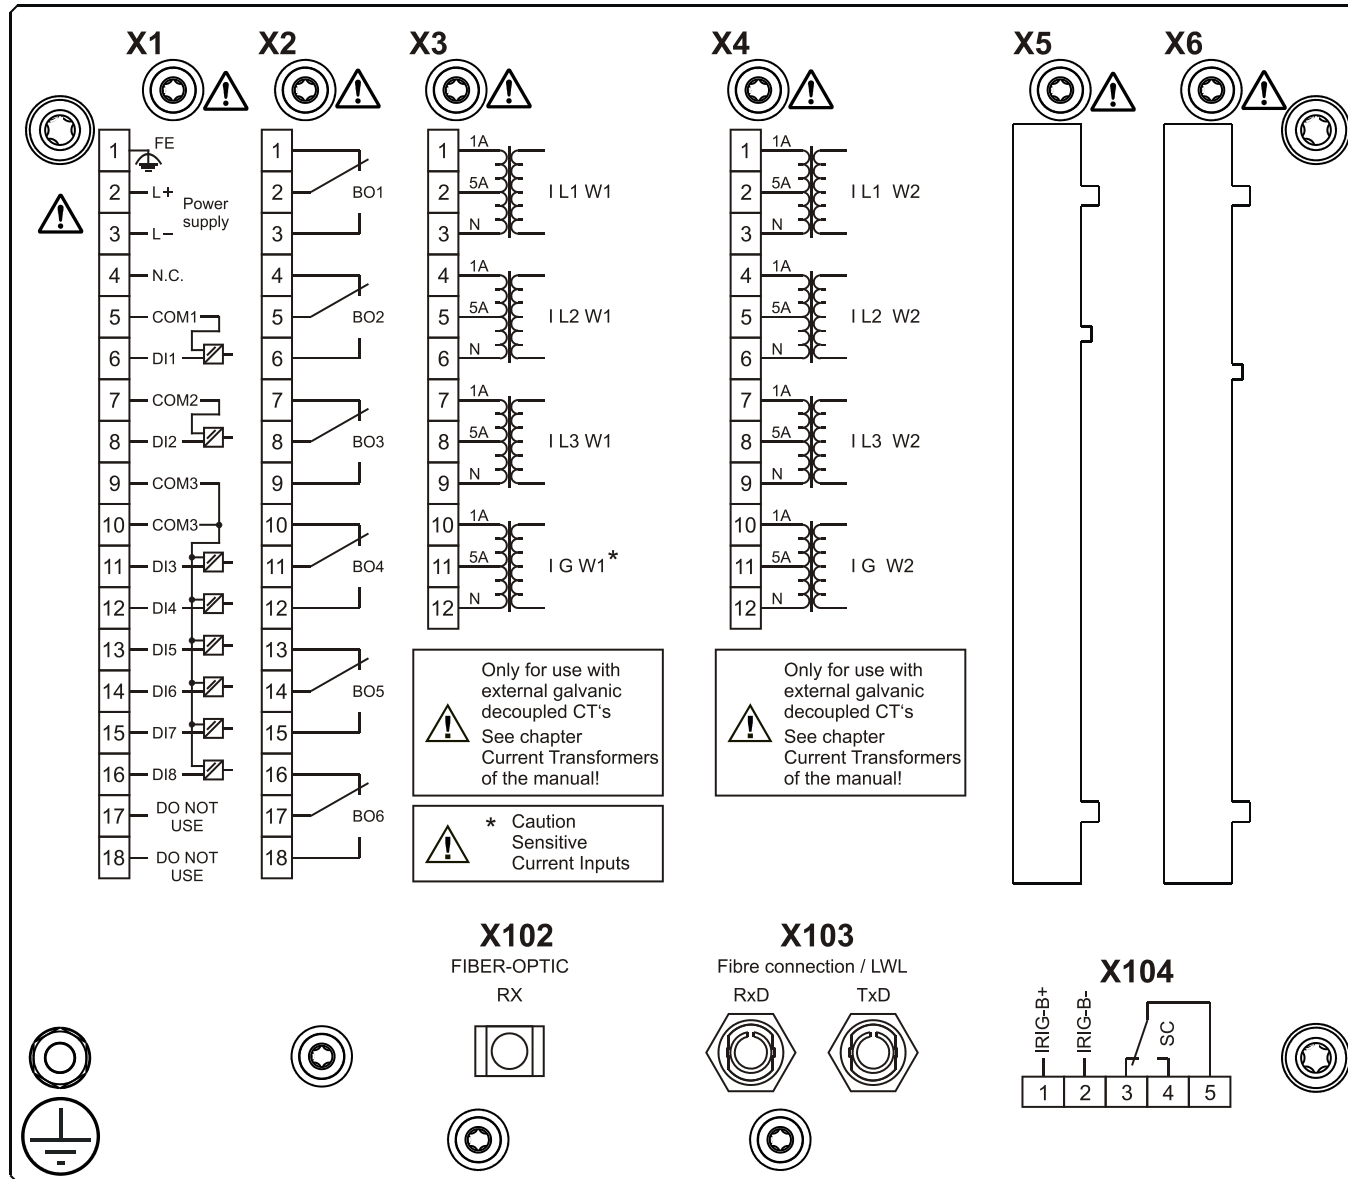 X1
X2
X3
X4
X5
X6
1 FE
2 L+
Power
supply
3 L-
4 N.C.
5 COM1
6 DI1
7 COM2
8 DI2
9 COM3
10 COM3
11 DI3
12 DI4
13 DI5
14 DI6
15 DI7
16 DI8
17 DO NOT
USE
18 DO NOT
USE
1
2 BO1
3
4
5 BO2
6
7
8 BO3
9
10
11 BO4
12
13
14 BO5
15
16
17 BO6
18
1 1A
2 5A I L1 W1
3 N
4 1A
5 5A I L2 W1
6 N
7 1A
8 5A I L3 W1
9 N
10 1A
11 5A I G W1*
12 N
Only for use with
external galvanic
decoupled CT‘s
See chapter
Current Transformers
of the manual!
* Caution
Sensitive
Current Inputs
1 1A
2 5A I L1 W2
3 N
4 1A
5 5A I L2 W2
6 N
7 1A
8 5A I L3 W2
9 N
10 1A
11 5A I G W2
12 N
Only for use with
external galvanic
decoupled CT‘s
See chapter
Current Transformers
of the manual!
X102
FIBER-OPTIC
RX
X103
Fibre connection / LWL
RxD TxD
X104
IRIG-B+
IRIG-B-
SC
1 2 3 4 5